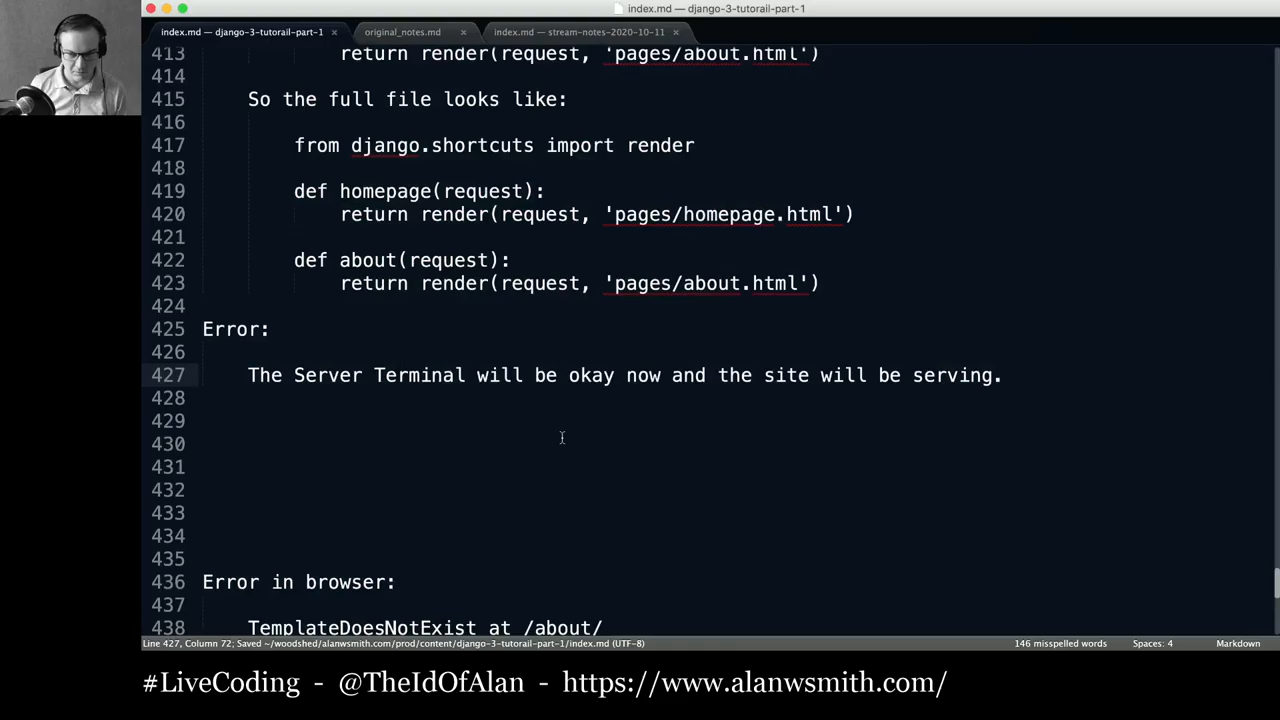 index.md — django-3-tutorail-part-1
index.md — django-3-tutorail-part-1 ×
original_notes.md ×
index.md — stream-notes-2020-10-11 ×
413 return render(request, 'pages/about.html')
414
415 So the full file looks like:
416
417 from django.shortcuts import render
418
419 def homepage(request):
420 return render(request, 'pages/homepage.html')
421
422 def about(request):
423 return render(request, 'pages/about.html')
424
425 Error:
426
427 The Server Terminal will be okay now and the site will be serving.
428
429
430
431
432
433
434
435
436 Error in browser:
437
438 TemplateDoesNotExist at /about/
Line 427, Column 72; Saved ~/woodshed/alanwsmith.com/prod/content/django-3-tutorail-part-1/index.md (UTF-8) 146 misspelled words Spaces: 4 Markdown
#LiveCoding - @TheIdOfAlan - https://www.alanwsmith.com/